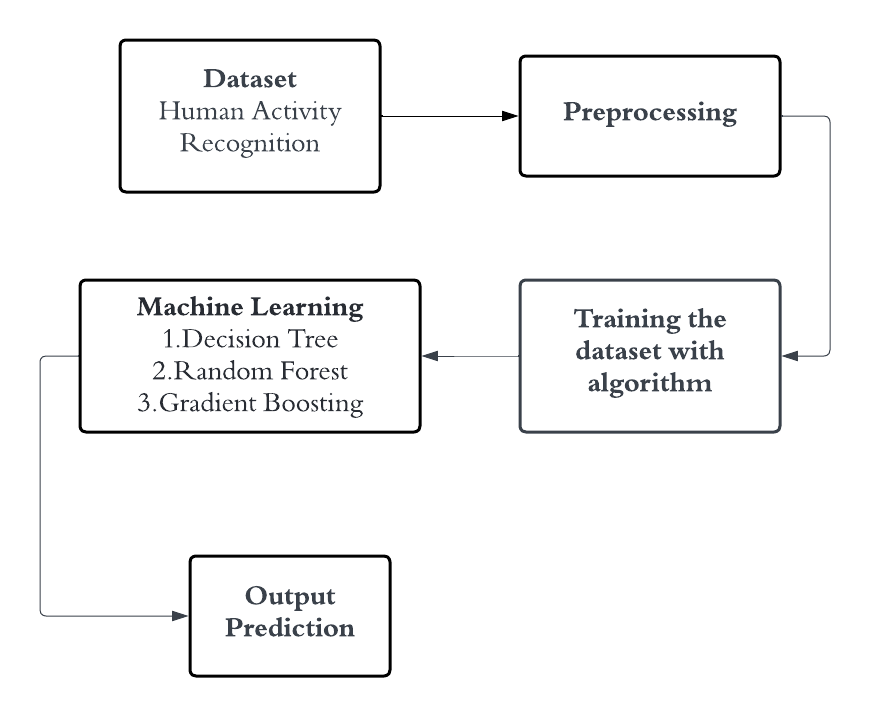 Dataset
Human Activity
Recognition
Preprocessing
Training the
dataset with
algorithm
Machine Learning
1.Decision Tree
2.Random Forest
3.Gradient Boosting
Output
Prediction